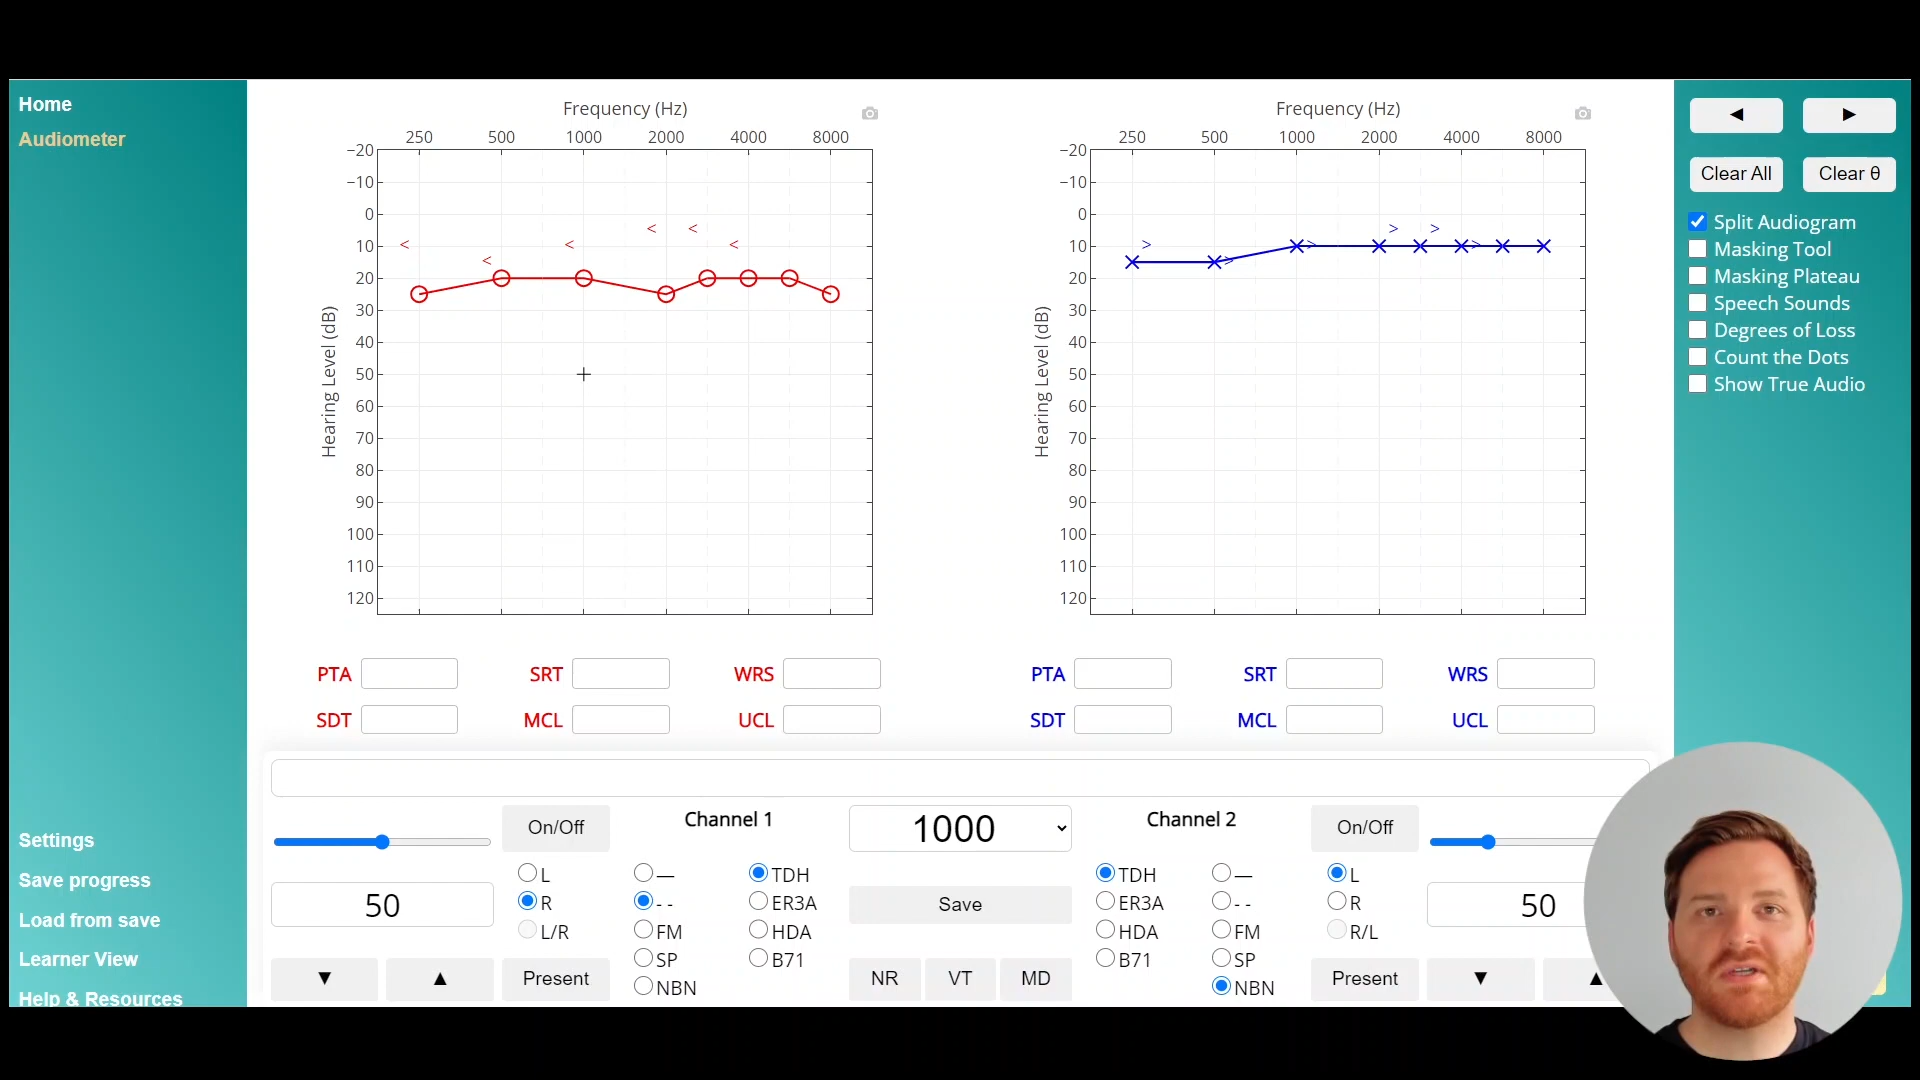 Home
Audiometer
Settings
Save progress
Load from save
Learner View
Help & Resources
Frequency (Hz)
250 500 1000 2000 4000 8000
Hearing Level (dB)
−20
−10
0
10
20
30
40
50
60
70
80
90
100
110
120
Frequency (Hz)
250 500 1000 2000 4000 8000
Hearing Level (dB)
−20
−10
0
10
20
30
40
50
60
70
80
90
100
110
120
PTA SRT WRS
SDT MCL UCL
PTA SRT WRS
SDT MCL UCL
◄ ►
Clear All Clear θ
Split Audiogram
Masking Tool
Masking Plateau
Speech Sounds
Degrees of Loss
Count the Dots
Show True Audio
50
▼ ▲
On/Off
L
R
L/R
Present
Channel 1
—
- -
FM
SP
NBN
TDH
ER3A
HDA
B71
1000
Save
NR VT MD
Channel 2
TDH
ER3A
HDA
B71
—
- -
FM
SP
NBN
On/Off
L
R
R/L
Present
50
▼ ▲